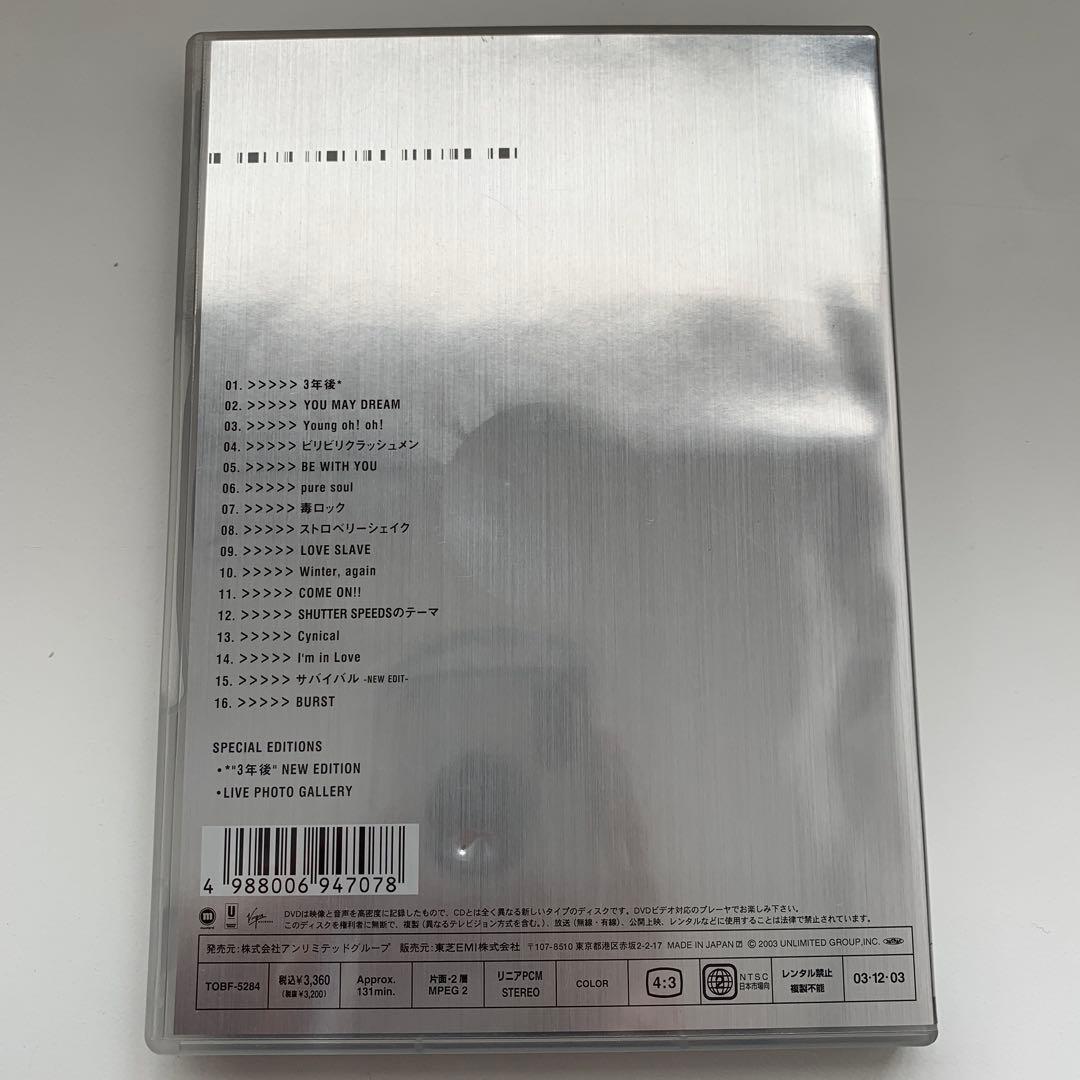 01. >>>>> 3年後*
02. >>>>> YOU MAY DREAM
03. >>>>> Young oh! oh!
04. >>>>> ビリビリクラッシュメン
05. >>>>> BE WITH YOU
06. >>>>> pure soul
07. >>>>> 毒ロック
08. >>>>> ストロベリーシェイク
09. >>>>> LOVE SLAVE
10. >>>>> Winter, again
11. >>>>> COME ON!!
12. >>>>> SHUTTER SPEEDSのテーマ
13. >>>>> Cynical
14. >>>>> I'm in Love
15. >>>>> サバイバル -NEW EDIT-
16. >>>>> BURST
SPECIAL EDITIONS
•*"3年後" NEW EDITION
•LIVE PHOTO GALLERY
4 988006 947078
Virgin
DVDは映像と音声を高密度に記録したもので、CDとは全く異なる新しいタイプのディスクです。DVDビデオ対応のプレーヤでお楽しみ下さい。
このディスクを権利者に無断で、複製(異なるテレビジョン方式を含む。)、放送(無線・有線)、公開上映、レンタルなどに使用することは法律で禁止されています。
発売元:株式会社アンリミテッドグループ 販売元:東芝EMI株式会社 〒107-8510 東京都港区赤坂2-2-17 MADE IN JAPAN Ⓒ 2003 UNLIMITED GROUP,INC.
TOBF-5284 税込¥3,360 (税抜¥3,200) Approx. 131min. 片面・2層 MPEG 2 リニアPCM STEREO COLOR 4:3 2 NTSC 日本市場向 レンタル禁止 複製不能 03・12・03